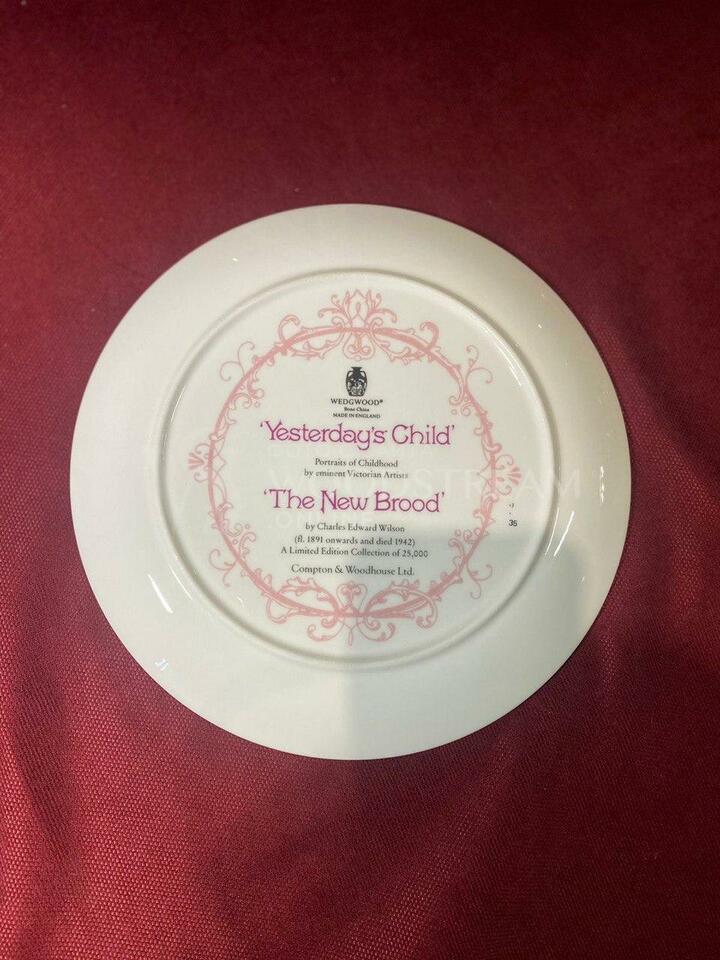 WEDGWOOD®
Bone China
MADE IN ENGLAND
'Yesterday's Child'
Portraits of Childhood
by eminent Victorian Artists
'The New Brood'
by Charles Edward Wilson
(fl. 1891 onwards and died 1942)
A Limited Edition Collection of 25,000
Compton & Woodhouse Ltd.
35